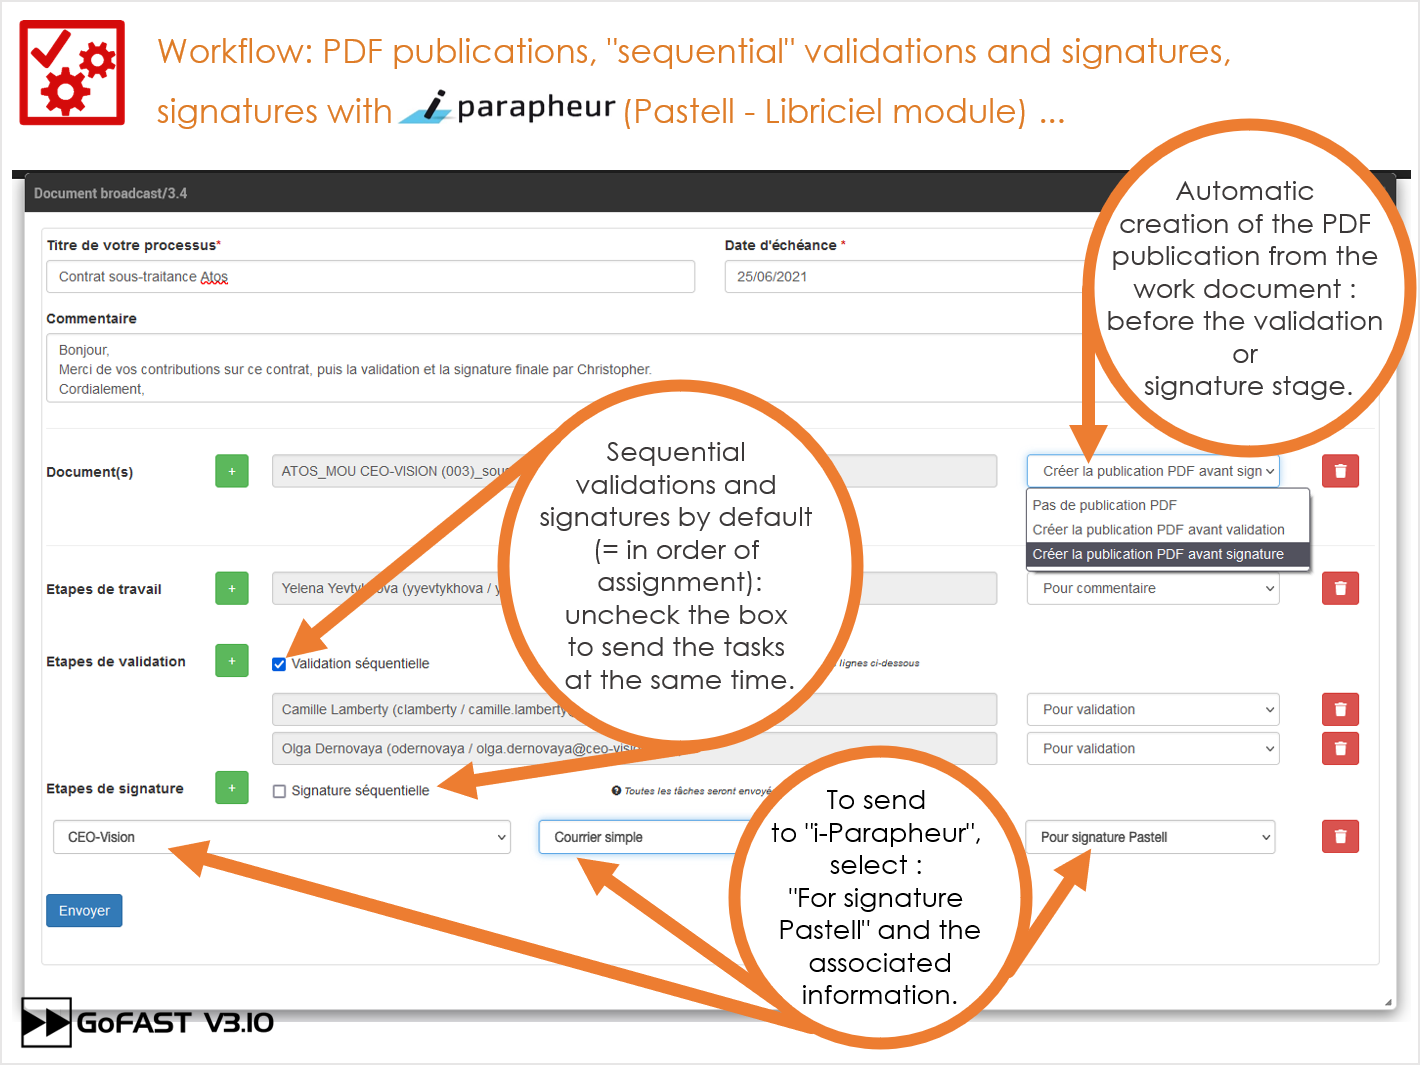 Workflow: PDF publications, "sequential" validations and signatures,
signatures with i parapheur (Pastell - Libriciel module) ...
Document broadcast/3.4
Automatic
creation of the PDF
publication from the
work document :
before the validation
or
signature stage.
Titre de votre processus*
Date d'échéance *
Contrat sous-traitance Atos
25/06/2021
Commentaire
Bonjour,
Merci de vos contributions sur ce contrat, puis la validation et la signature finale par Christopher.
Cordialement,
Sequential
validations and
signatures by default
(= in order of
assignment):
uncheck the box
to send the tasks
at the same time.
Document(s)
+
ATOS_MOU CEO-VISION (003)_sou
Créer la publication PDF avant sign
Pas de publication PDF
Créer la publication PDF avant validation
Créer la publication PDF avant signature
Etapes de travail
+
Yelena Yevtykhova (yyevtykhova / y
Pour commentaire
Etapes de validation
+
Validation séquentielle
lignes ci-dessous
Camille Lamberty (clamberty / camille.lamberty
Pour validation
Olga Dernovaya (odernovaya / olga.dernovaya@ceo-visi
Pour validation
Etapes de signature
+
Signature séquentielle
Toutes les tâches seront envoyé
CEO-Vision
Courrier simple
Pour signature Pastell
To send
to "i-Parapheur",
select :
"For signature
Pastell" and the
associated
information.
Envoyer
GoFAST V3.10